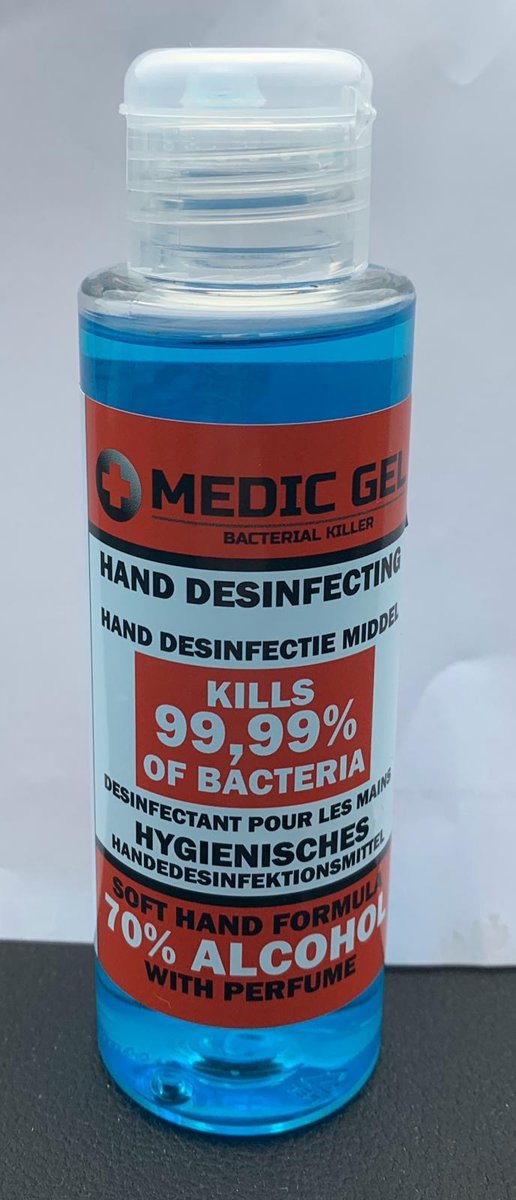 MEDIC GEL
BACTERIAL KILLER
HAND DESINFECTING
HAND DESINFECTIE MIDDEL
KILLS
99,99%
OF BACTERIA
DESINFECTANT POUR LES MAINS
HYGIENISCHES
HANDEDESINFEKTIONSMITTEL
SOFT HAND FORMULA
70% ALCOHOL
WITH PERFUME